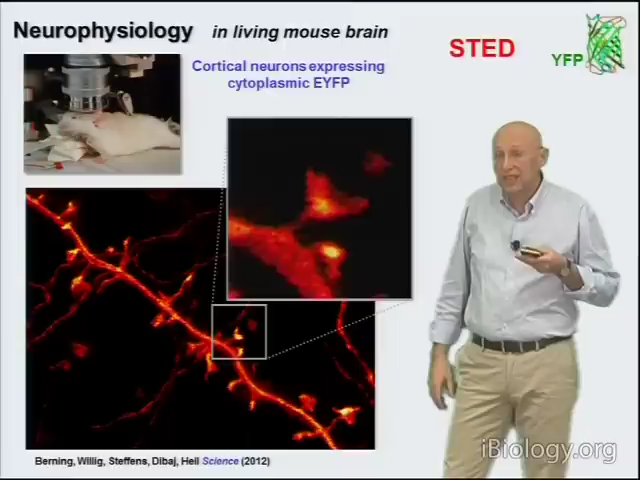 Neurophysiology in living mouse brain
STED
YFP
Cortical neurons expressing
cytoplasmic EYFP
Berning, Willig, Steffens, Dibaj, Hell Science (2012)
iBiology.org